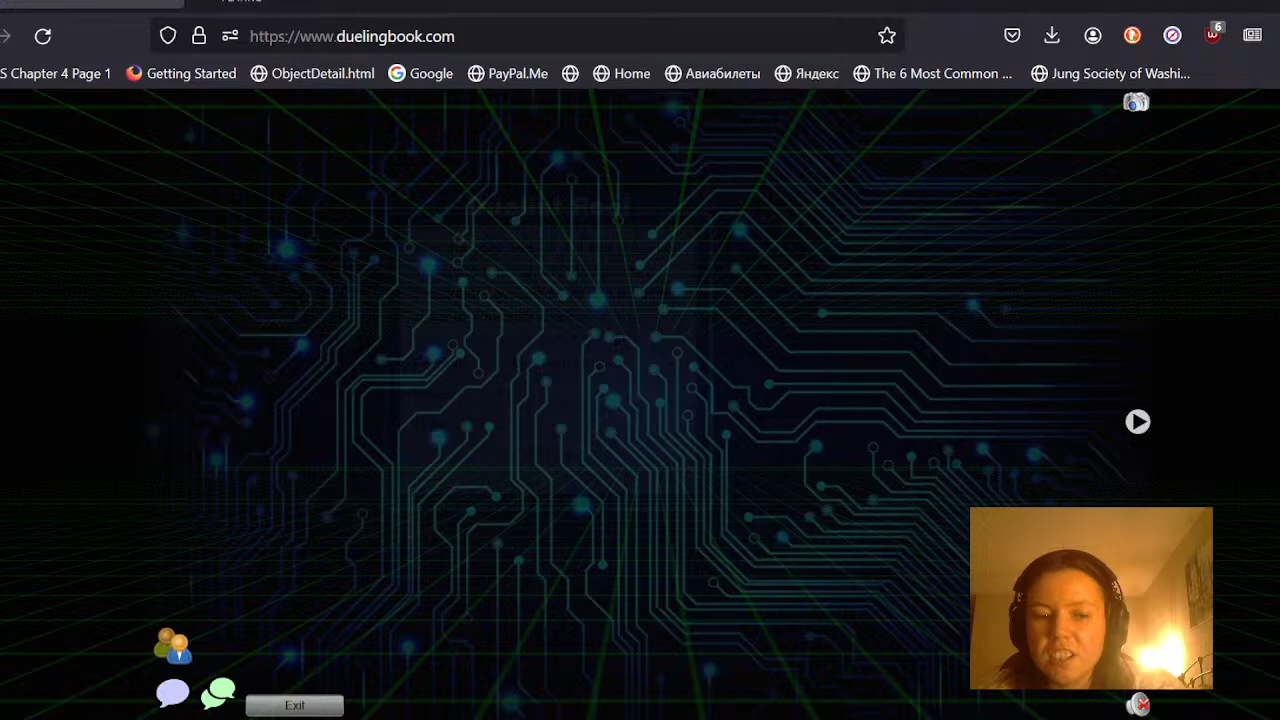 https://www.duelingbook.com
6
S Chapter 4 Page 1
Getting Started
ObjectDetail.html
Google
PayPal.Me
Home
Авиабилеты
Яндекс
The 6 Most Common ...
Jung Society of Washi...
Exit